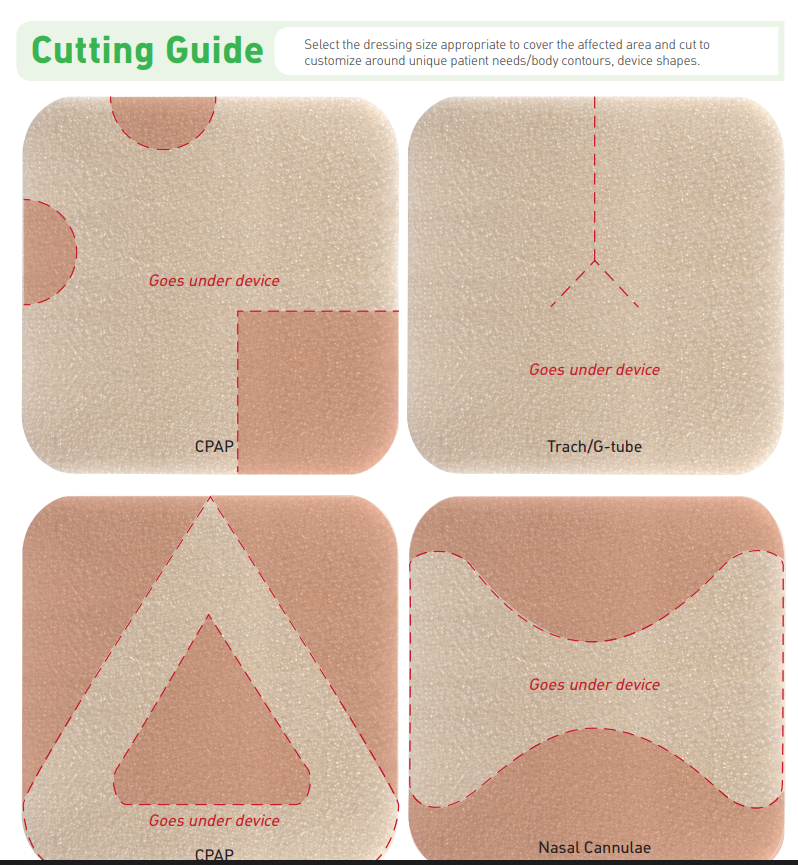 Cutting Guide
Select the dressing size appropriate to cover the affected area and cut to
customize around unique patient needs/body contours, device shapes.
Goes under device
CPAP
Goes under device
Trach/G-tube
Goes under device
CPAP
Goes under device
Nasal Cannulae